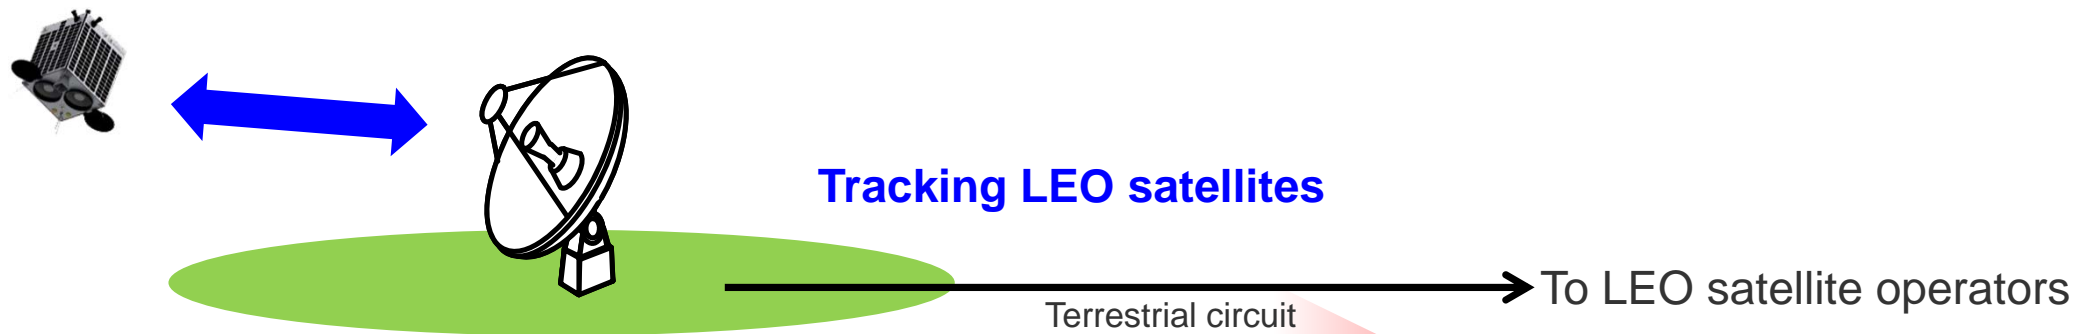 Tracking LEO satellites
To LEO satellite operators
Terrestrial circuit